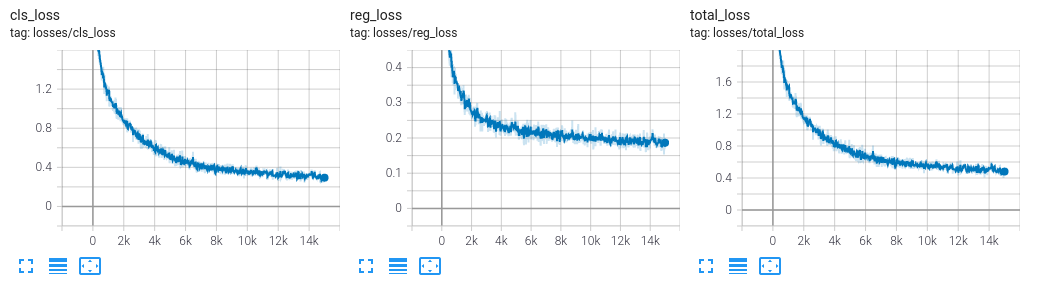 cls_loss
tag: losses/cls_loss
1.2
0.8
0.4
0
0 2k 4k 6k 8k 10k 12k 14k
reg_loss
tag: losses/reg_loss
0.4
0.3
0.2
0.1
0
0 2k 4k 6k 8k 10k 12k 14k
total_loss
tag: losses/total_loss
1.6
1.2
0.8
0.4
0
0 2k 4k 6k 8k 10k 12k 14k